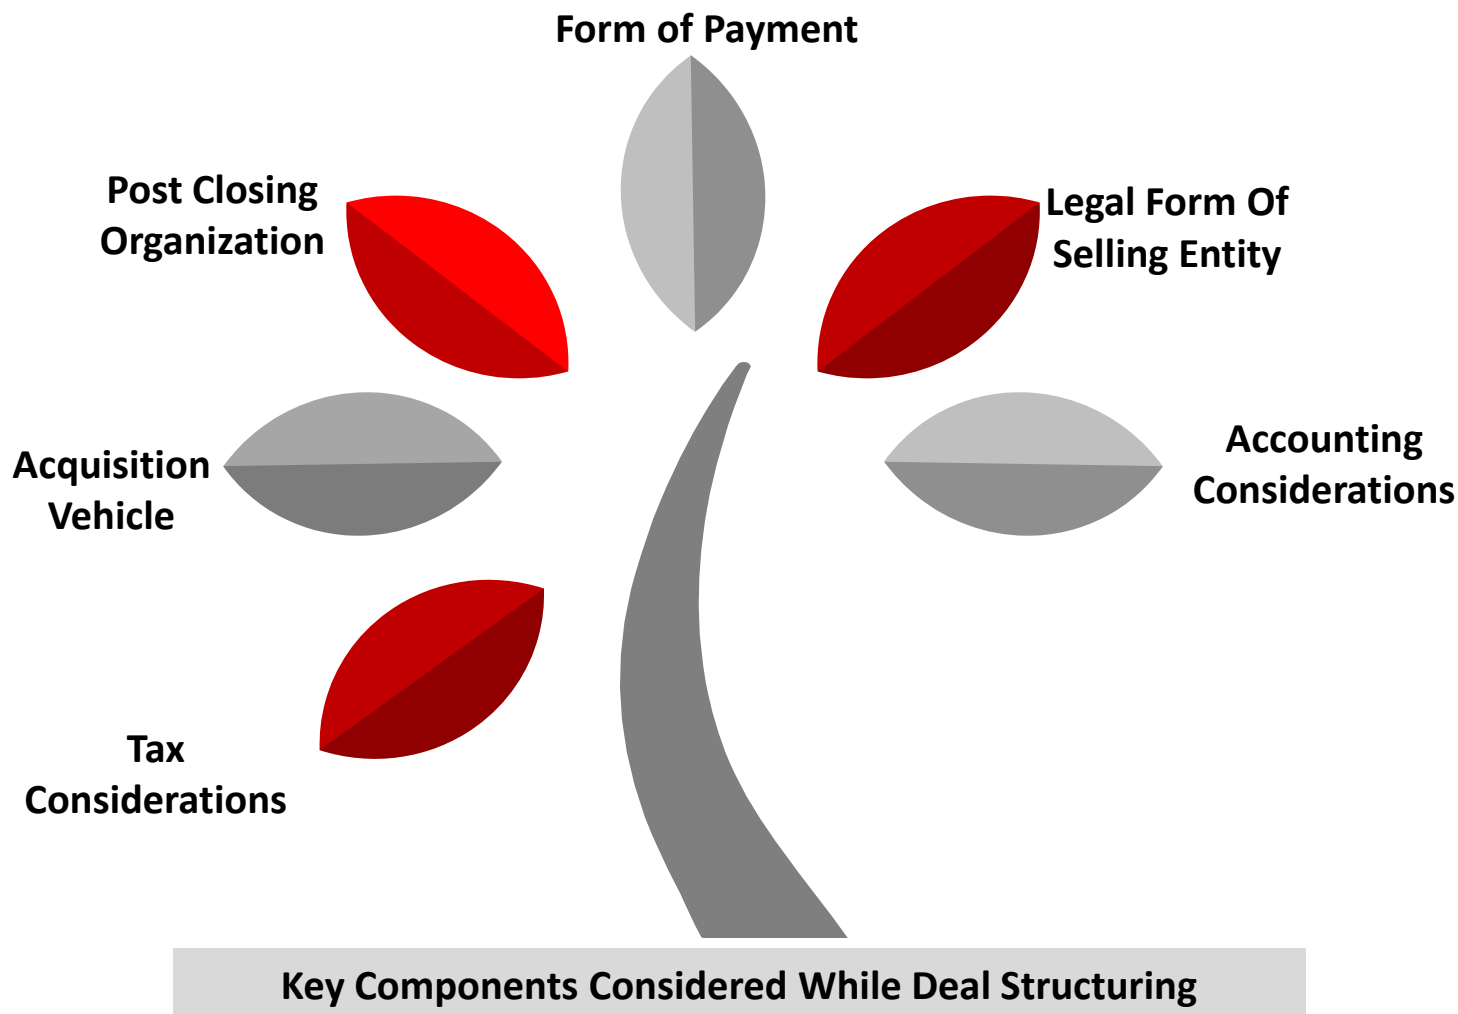 Form of Payment
Post Closing
Organization
Legal Form Of
Selling Entity
Acquisition
Vehicle
Accounting
Considerations
Tax
Considerations
Key Components Considered While Deal Structuring